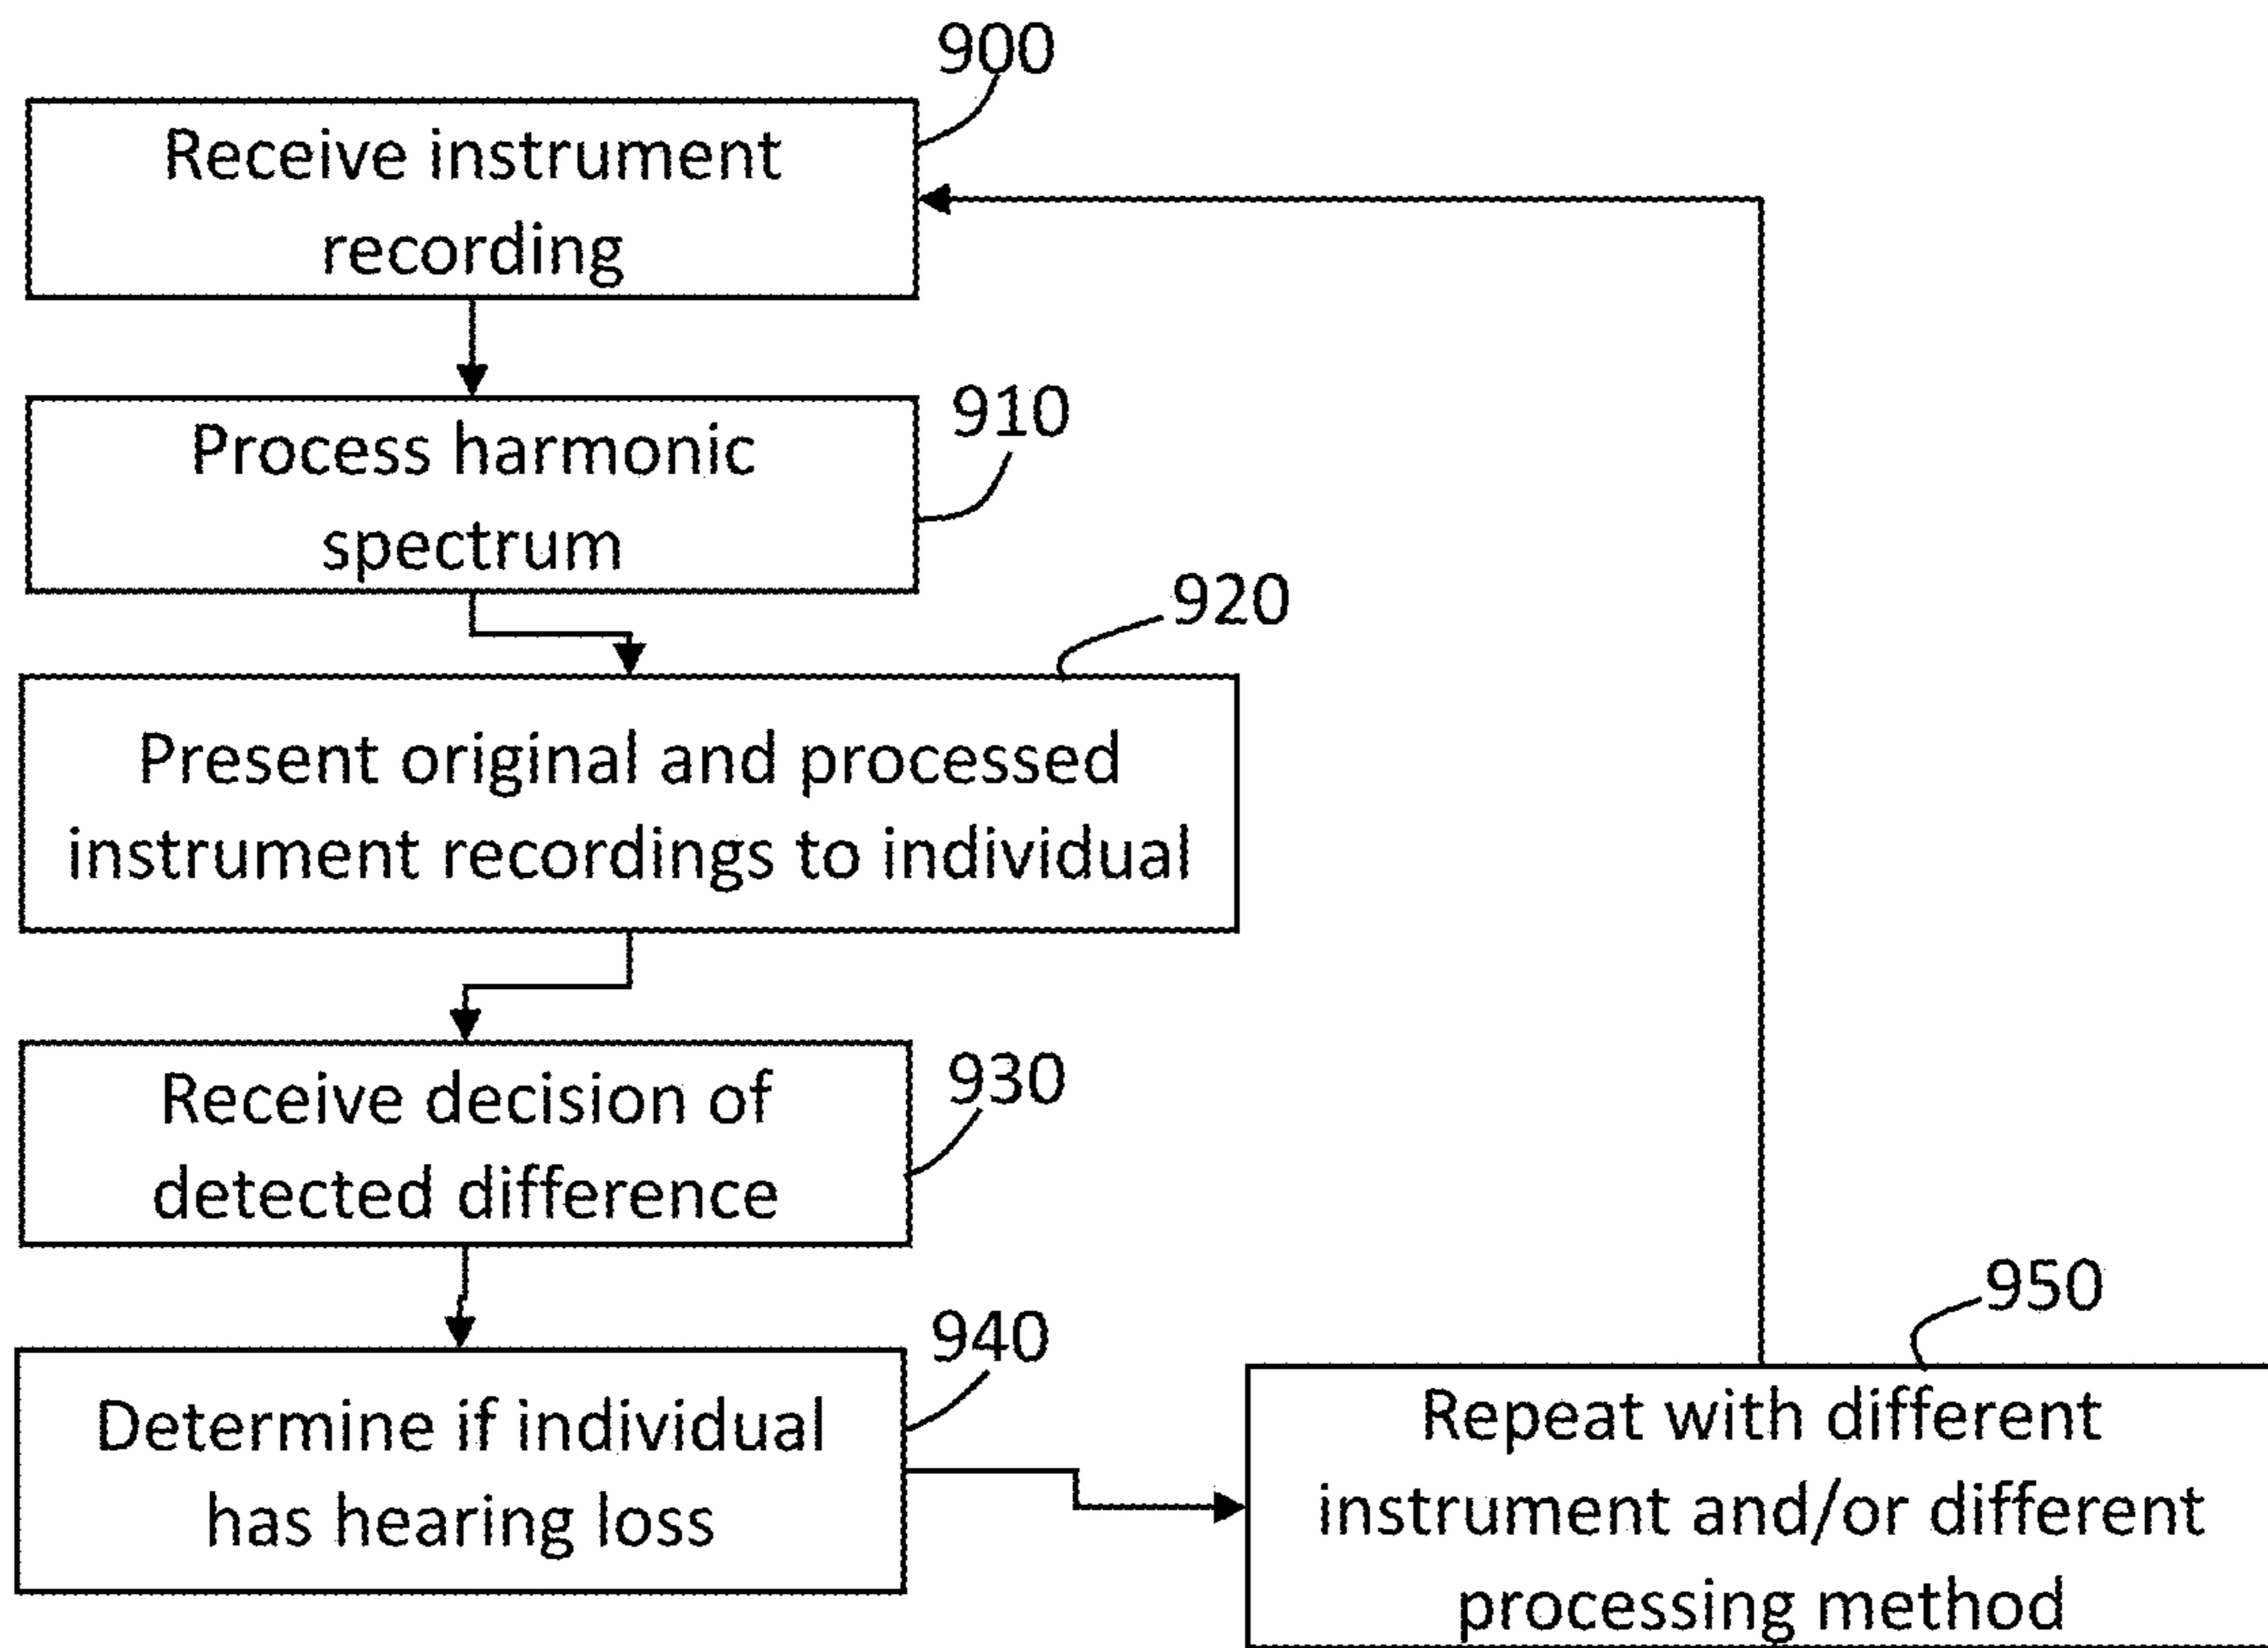 900
Receive instrument
recording
910
Process harmonic
spectrum
920
Present original and processed
instrument recordings to individual
930
Receive decision of
detected difference
940
Determine if individual
has hearing loss
950
Repeat with different
instrument and/or different
processing method